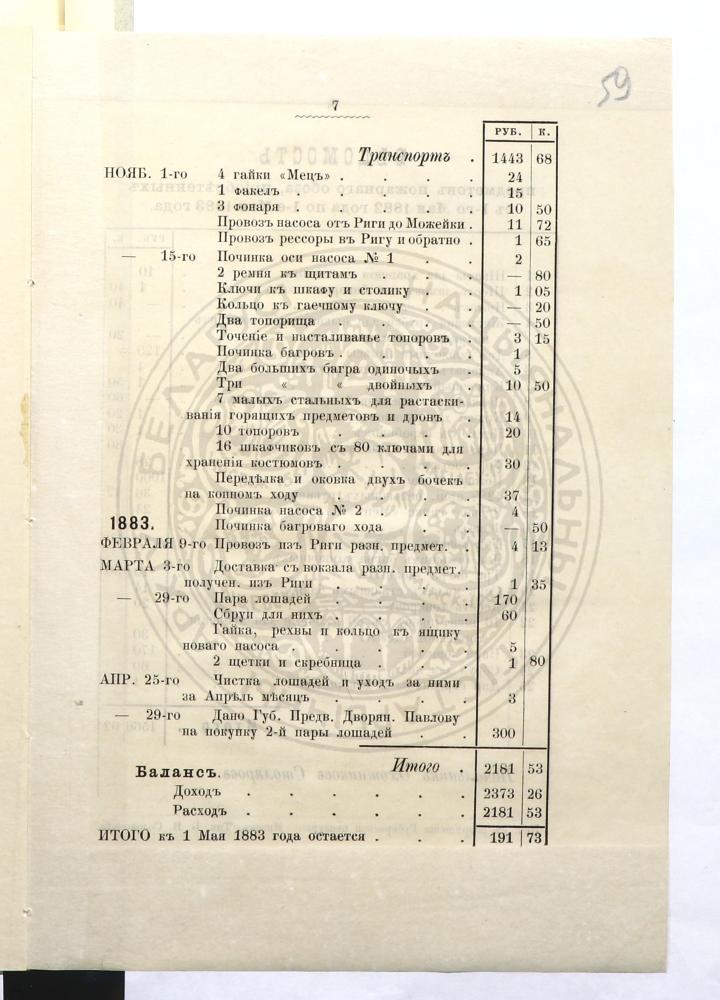 59
7
РУБ. К.
Транспортъ . 1443 68
НОЯБ. 1-го 4 гайки «Мецъ» . . . . 24
1 факелъ . . . . . 15
3 фонаря . . . . . 10 50
Провозъ насоса отъ Риги до Можейки . 11 72
Провозъ рессоры въ Ригу и обратно . 1 65
— 15-го Починка оси насоса № 1 . . 2
2 ремня къ щитамъ . . . — 80
Ключи къ шкафу и столику . . 1 05
Кольцо къ гаечному ключу . . — 20
Два топорища . . . . — 50
Точеніе и насталиванье топоровъ . 3 15
Починка багровъ . . . . 1
Два большихъ багра одиночыхъ . 5
Три « « двойныхъ . 10 50
7 малыхъ стальныхъ для растаски-
ванія горящихъ предметовъ и дровъ . 14
10 топоровъ . . . . 20
16 шкафчиковъ съ 80 ключами для
храненія костюмовъ . . . . 30
Передѣлка и оковка двухъ бочекъ
на конномъ ходу . . . . 37
Починка насоса № 2 . . . 4
1883. Починка багроваго хода . . — 50
ФЕВРАЛЯ 9-го Провозъ изъ Риги разн. предмет. . 4 13
МАРТА 3-го Доставка съ вокзала разн. предмет.
получен. изъ Риги . . . . 1 35
— 29-го Пара лошадей . . . . 170
Сбруи для нихъ . . . . 60
Гайка, рехвы и кольцо къ ящику
новаго насоса . . . . . 5
2 щетки и скребница . . . 1 80
АПР. 25-го Чистка лошадей и уходъ за ними
за Апрѣль мѣсяцъ . . . . 3
— 29-го Дано Губ. Предв. Дворян. Павлову
на покупку 2-й пары лошадей . . 300
Итого . 2181 53
Балансъ.
Доходъ . . . . . . 2373 26
Расходъ . . . . . . 2181 53
ИТОГО къ 1 Мая 1883 года остается . . . 191 73